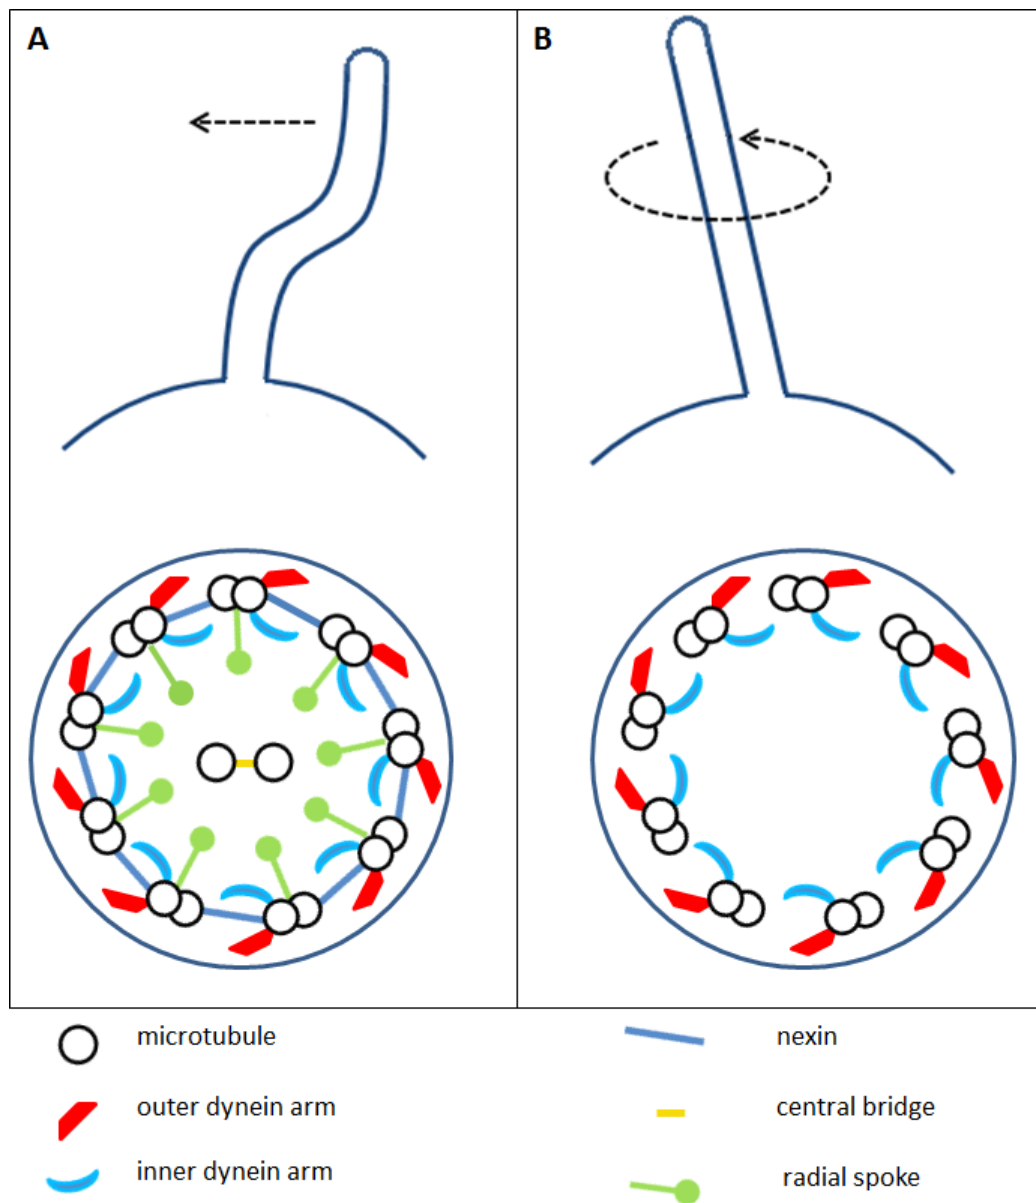 A
B
microtubule
nexin
outer dynein arm
central bridge
inner dynein arm
radial spoke